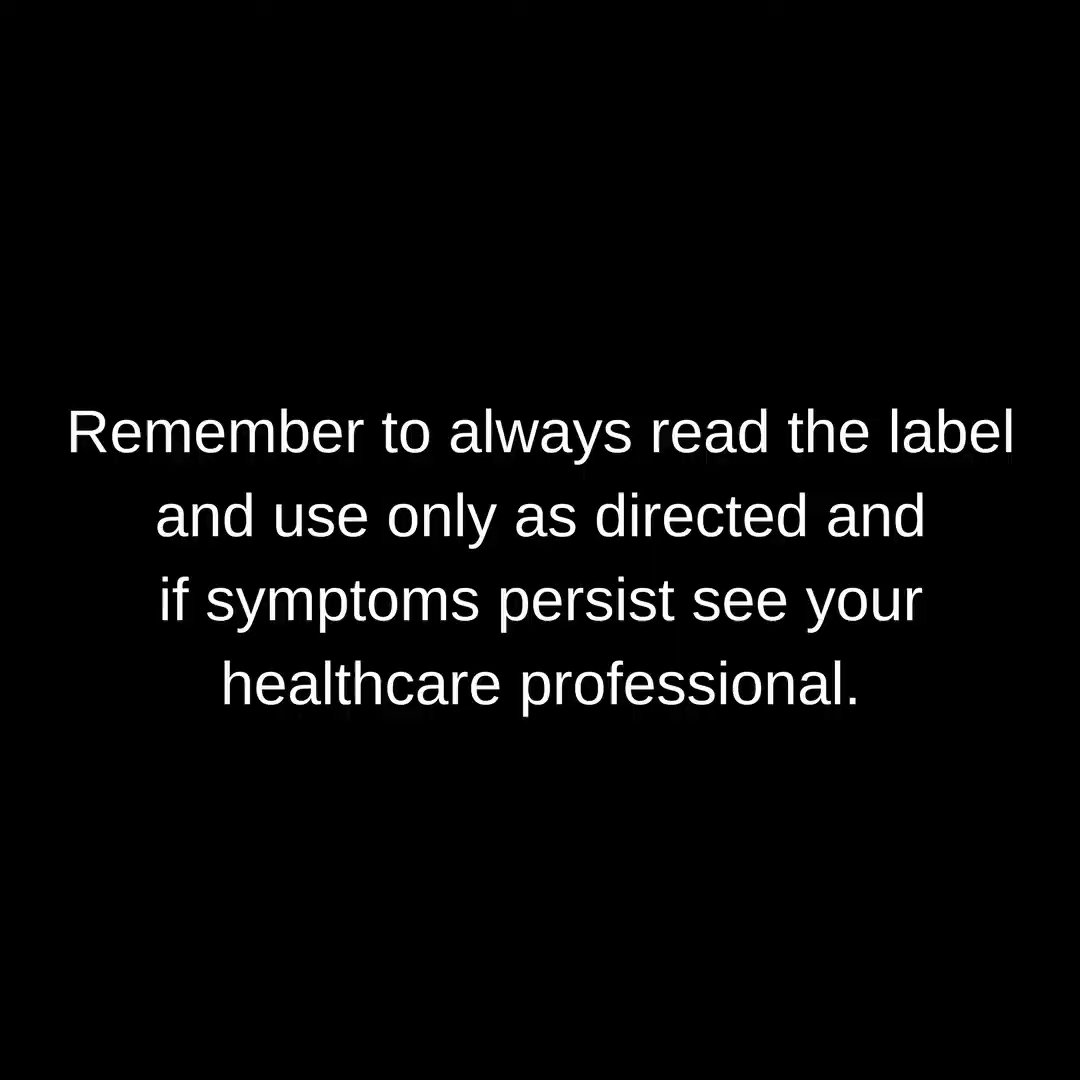 Remember to always read the label
and use only as directed and
if symptoms persist see your
healthcare professional.